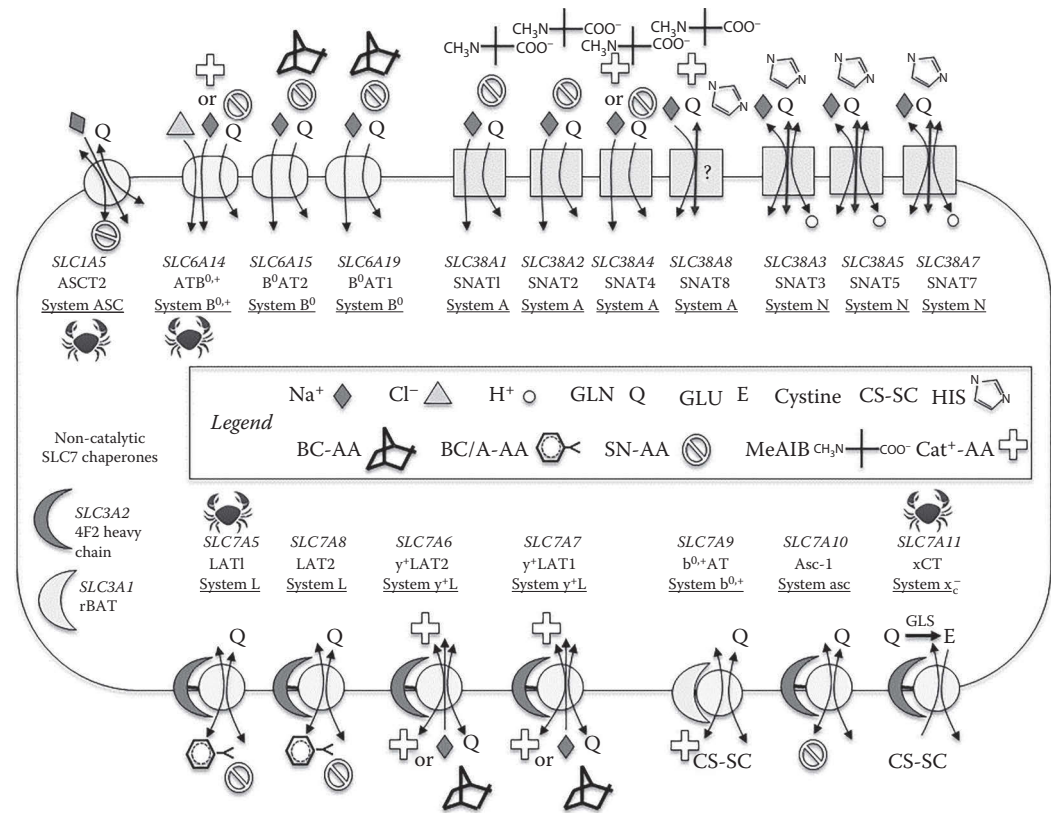 CH₃N COO⁻
CH₃N COO⁻
CH₃N COO⁻
CH₃N COO⁻
N N
N N
N N
N N
or
or
Q
Q
Q
Q
Q
Q
Q
Q
Q
Q
Q
?
SLC1A5
ASCT2
System ASC
SLC6A14
ATB⁰,⁺
System B⁰,⁺
SLC6A15
B⁰AT2
System B⁰
SLC6A19
B⁰AT1
System B⁰
SLC38A1
SNATl
System A
SLC38A2
SNAT2
System A
SLC38A4
SNAT4
System A
SLC38A8
SNAT8
System A
SLC38A3
SNAT3
System N
SLC38A5
SNAT5
System N
SLC38A7
SNAT7
System N
Legend
Na⁺ Cl⁻ H⁺ GLN Q GLU E Cystine CS-SC HIS N N
BC-AA BC/A-AA SN-AA MeAIB CH₃N COO⁻ Cat⁺-AA
Non-catalytic
SLC7 chaperones
SLC3A2
4F2 heavy
chain
SLC3A1
rBAT
SLC7A5
LATl
System L
SLC7A8
LAT2
System L
SLC7A6
y⁺LAT2
System y⁺L
SLC7A7
y⁺LAT1
System y⁺L
SLC7A9
b⁰,⁺AT
System b⁰,⁺
SLC7A10
Asc-1
System asc
SLC7A11
xCT
System x꜀⁻
Q
Q
Q
Q
Q GLS E
or Q
or Q
CS-SC
CS-SC